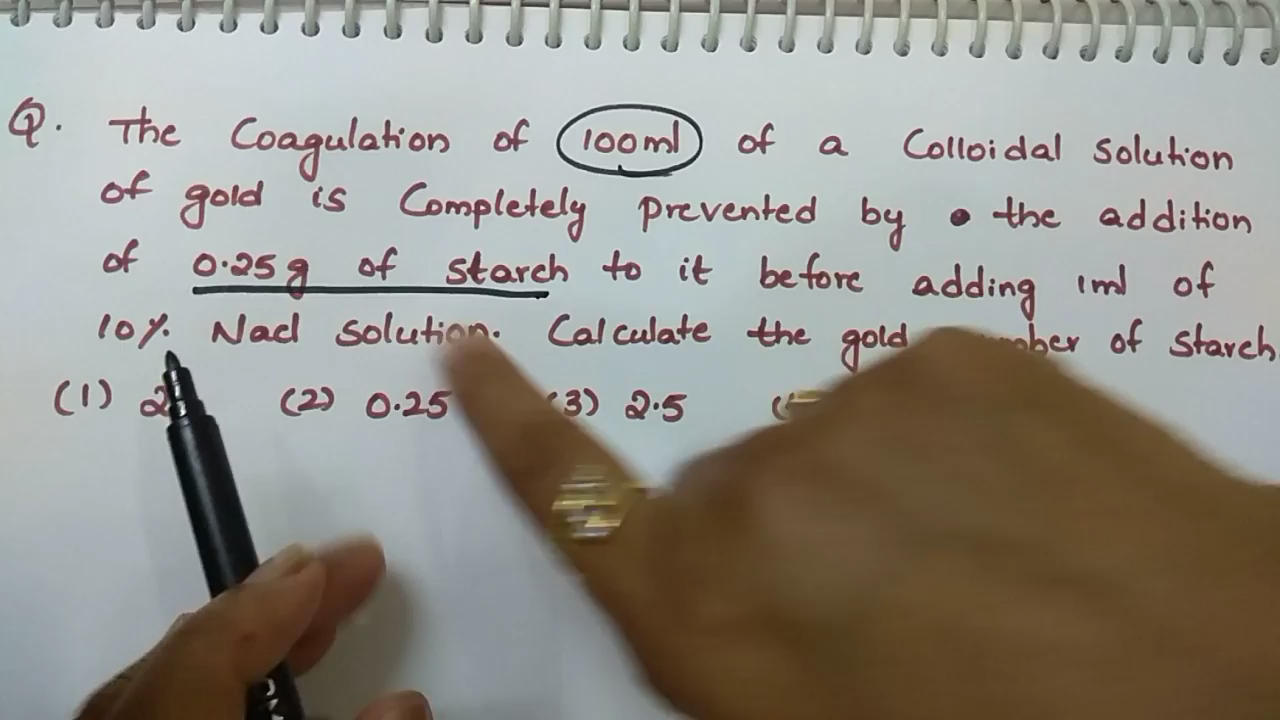 Q. The Coagulation of 100ml of a Colloidal solution
of gold is Completely prevented by the addition
of 0.25g of starch to it before adding 1ml of
10% Nacl solution. Calculate the gold of starch.
(1) (2) 0.25 (3) 2.5